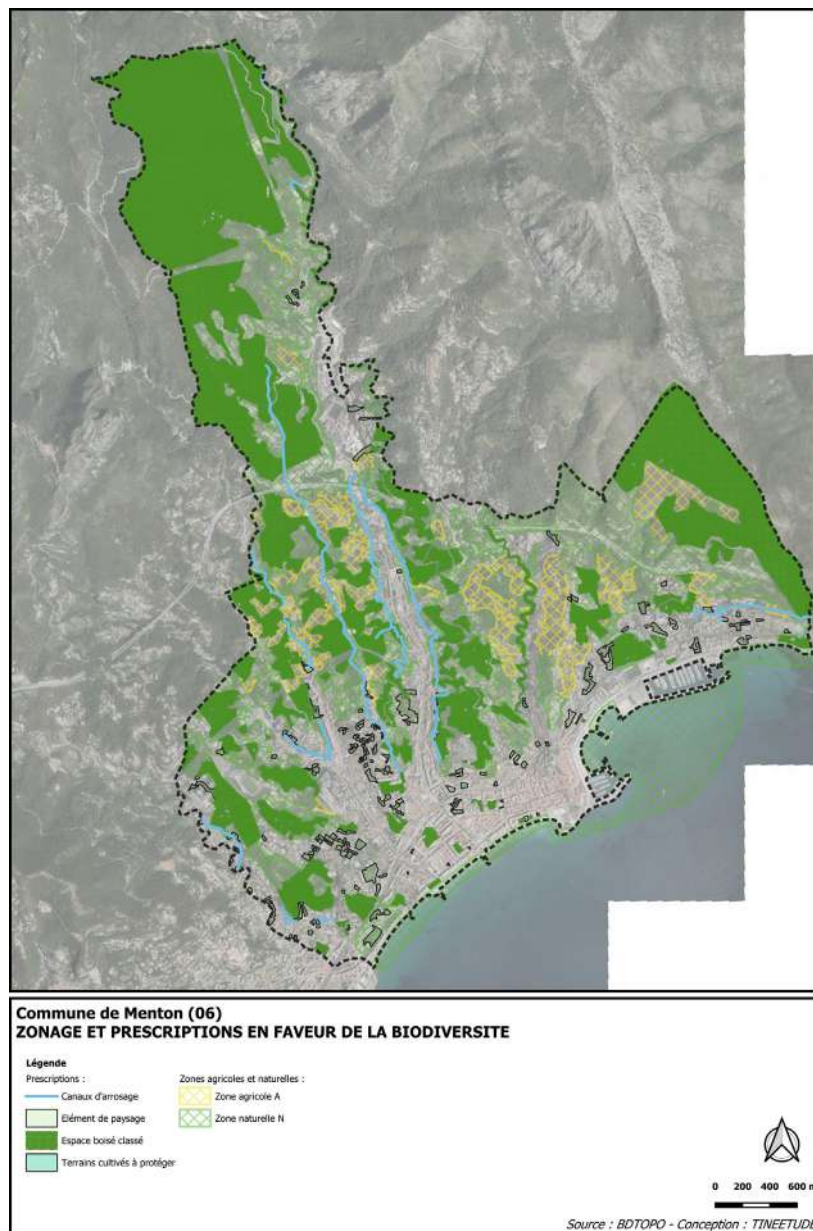 Commune de Menton (06)
ZONAGE ET PRESCRIPTIONS EN FAVEUR DE LA BIODIVERSITE
Légende
Prescriptions :
Canaux d'arrosage
Elément de paysage
Espace boisé classé
Terrains cultivés à protéger
Zones agricoles et naturelles :
Zone agricole A
Zone naturelle N
0 200 400 600 m
Source : BDTOPO - Conception : TINEETUDE